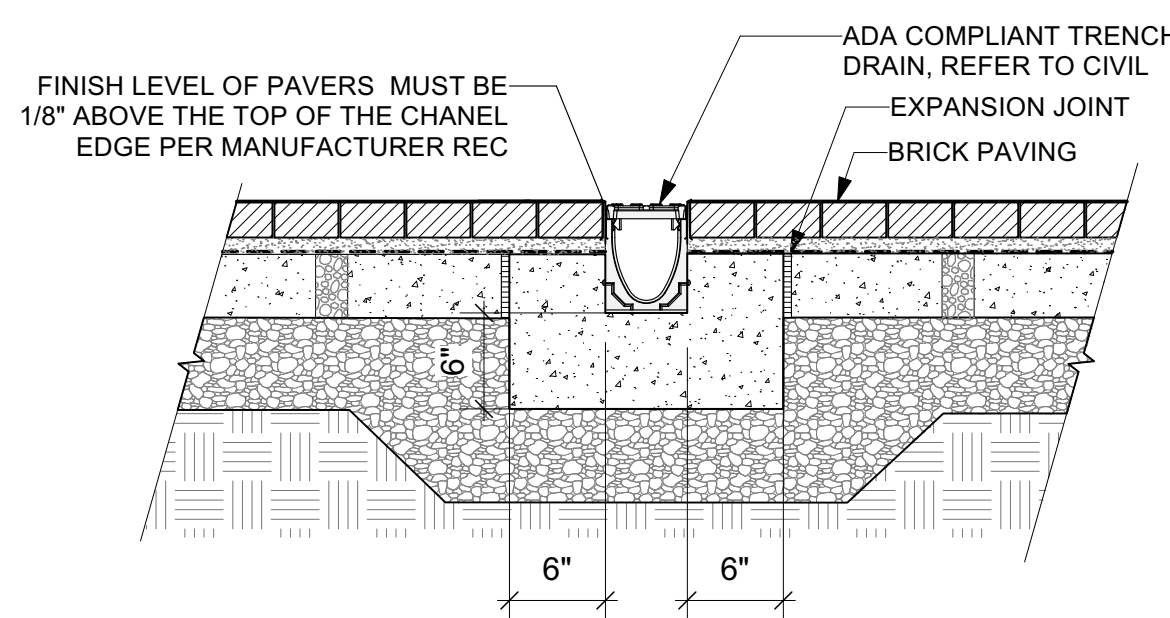 FINISH LEVEL OF PAVERS MUST BE
1/8" ABOVE THE TOP OF THE CHANEL
EDGE PER MANUFACTURER REC
ADA COMPLIANT TRENCH
DRAIN, REFER TO CIVIL
EXPANSION JOINT
BRICK PAVING
6"
6"
6"